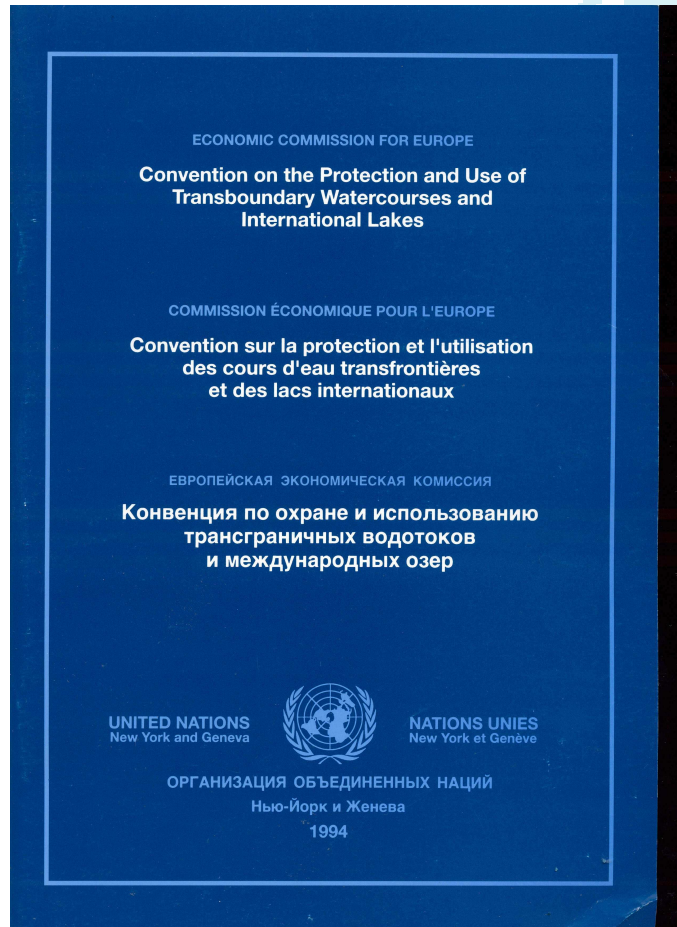 ECONOMIC COMMISSION FOR EUROPE
Convention on the Protection and Use of
Transboundary Watercourses and
International Lakes
COMMISSION ÉCONOMIQUE POUR L'EUROPE
Convention sur la protection et l'utilisation
des cours d'eau transfrontières
et des lacs internationaux
ЕВРОПЕЙСКАЯ ЭКОНОМИЧЕСКАЯ КОМИССИЯ
Конвенция по охране и использованию
трансграничных водотоков
и международных озер
UNITED NATIONS
New York and Geneva
NATIONS UNIES
New York et Genève
ОРГАНИЗАЦИЯ ОБЪЕДИНЕННЫХ НАЦИЙ
Нью-Йорк и Женева
1994